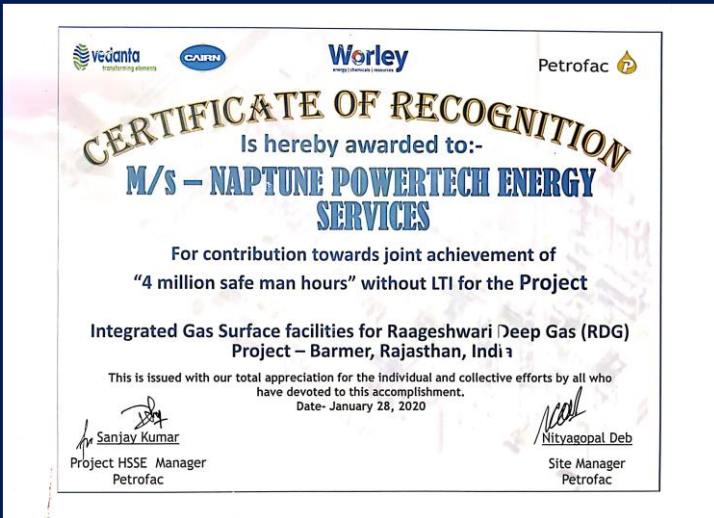 vedanta
transforming elements
CAIRN
Worley
energy | chemicals | resources
Petrofac
CERTIFICATE OF RECOGNITION
Is hereby awarded to:-
M/s – NAPTUNE POWERTECH ENERGY
SERVICES
For contribution towards joint achievement of
“4 million safe man hours” without LTI for the Project
Integrated Gas Surface facilities for Raageshwari Deep Gas (RDG)
Project – Barmer, Rajasthan, India
This is issued with our total appreciation for the individual and collective efforts by all who
have devoted to this accomplishment.
Date- January 28, 2020
for Sanjay Kumar
Nityagopal Deb
Project HSSE Manager
Site Manager
Petrofac
Petrofac